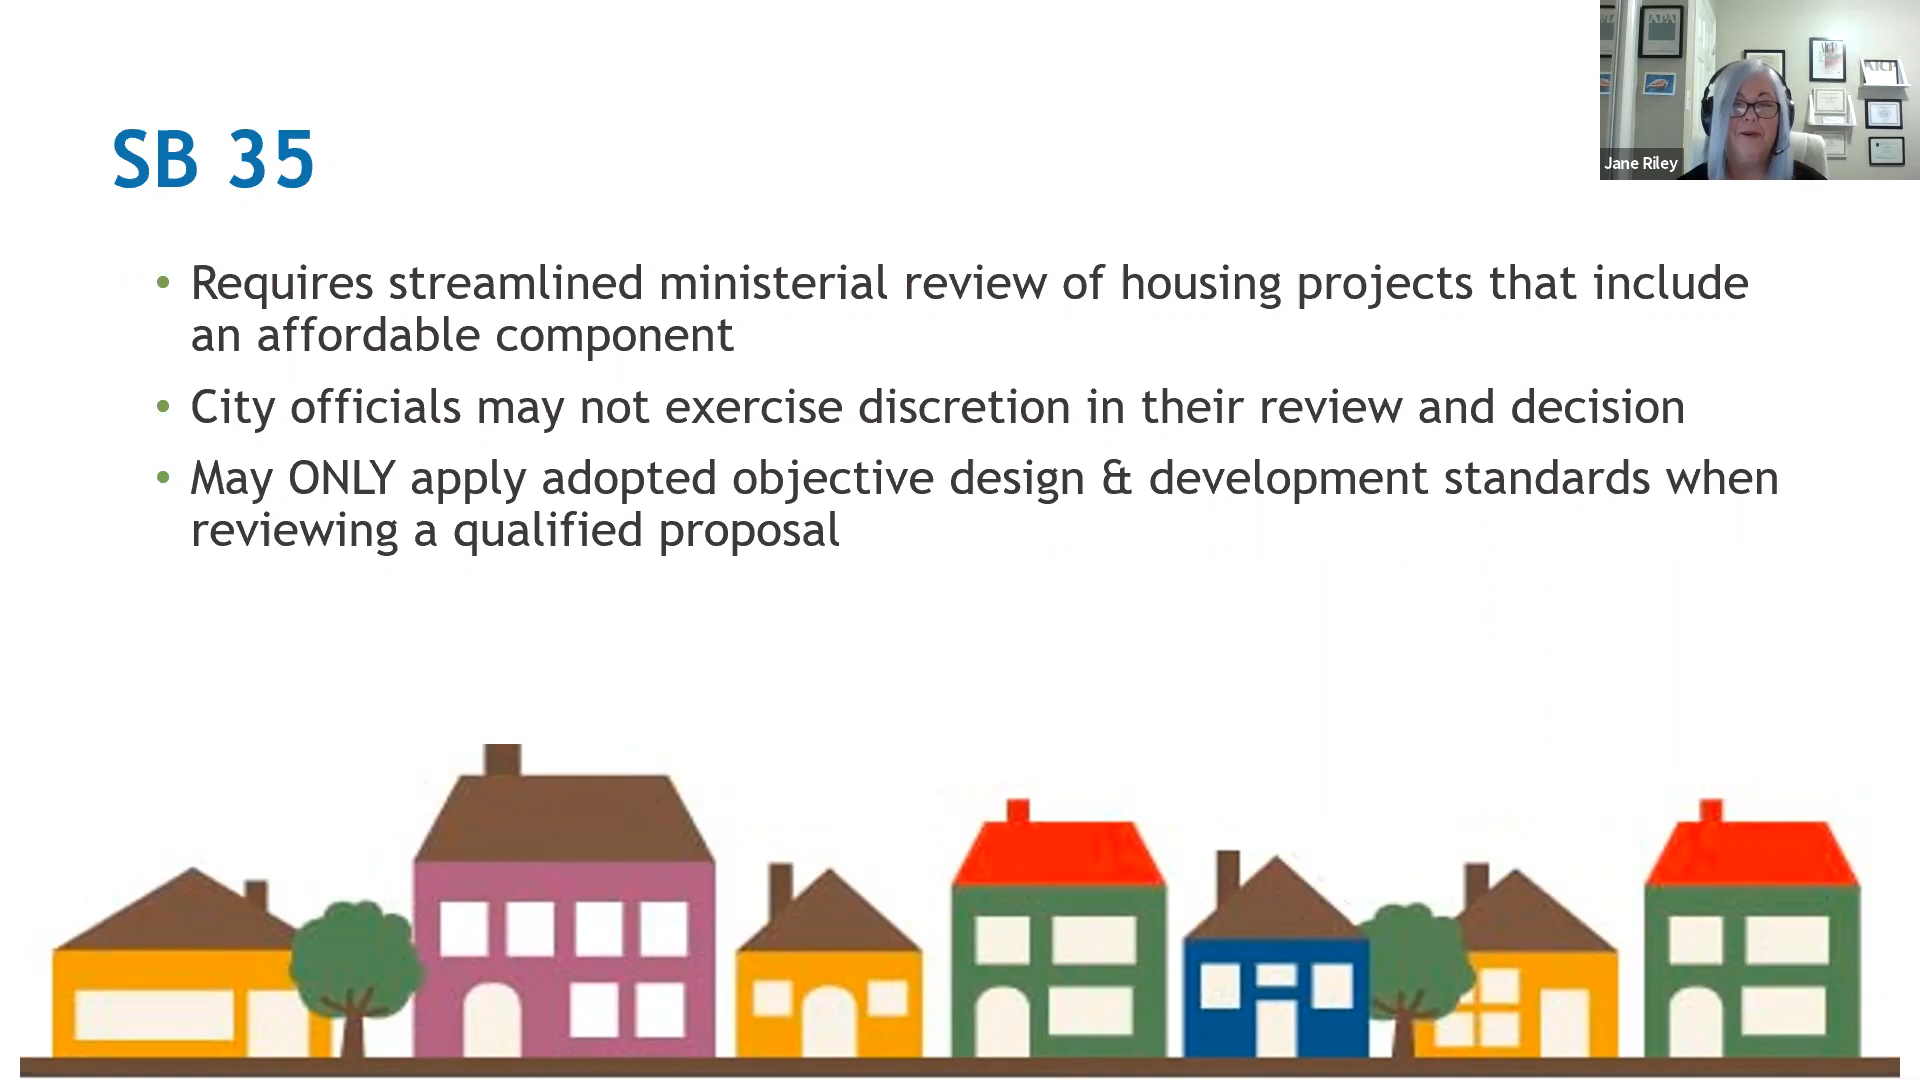 SB 35
• Requires streamlined ministerial review of housing projects that include
an affordable component
• City officials may not exercise discretion in their review and decision
• May ONLY apply adopted objective design & development standards when
reviewing a qualified proposal
APA
AICP
Jane Riley